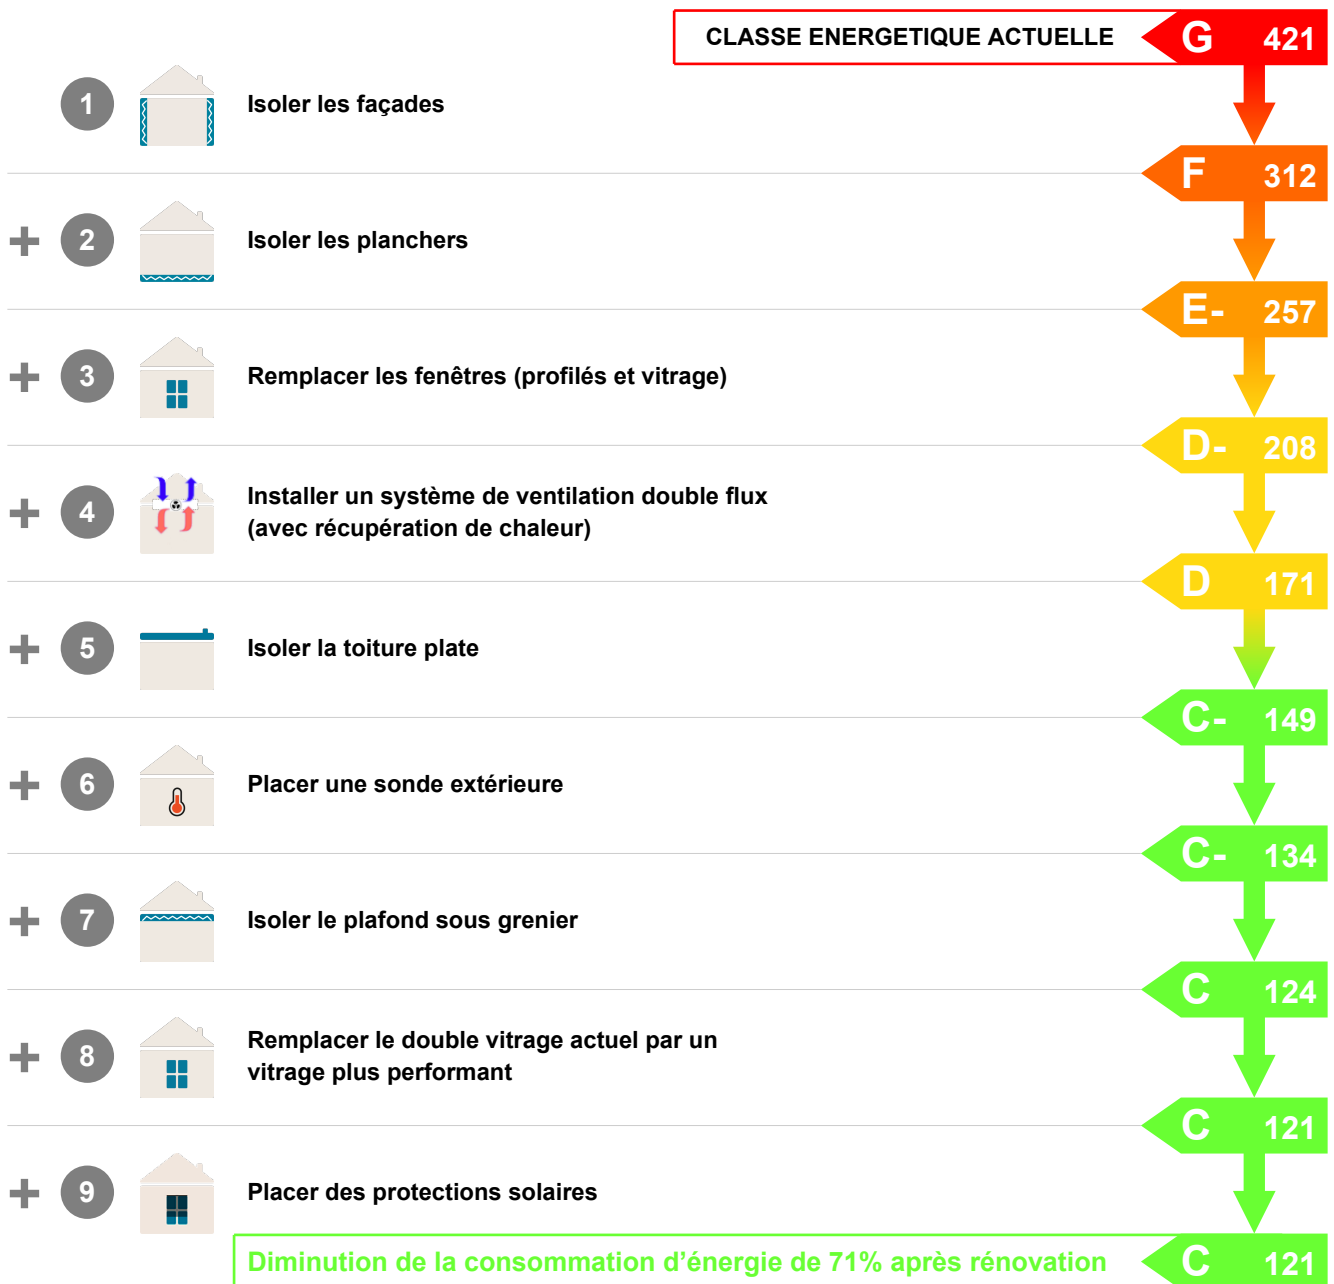 CLASSE ENERGETIQUE ACTUELLE G 421
1 Isoler les façades
F 312
+ 2 Isoler les planchers
E- 257
+ 3 Remplacer les fenêtres (profilés et vitrage)
D- 208
+ 4 Installer un système de ventilation double flux
(avec récupération de chaleur)
D 171
+ 5 Isoler la toiture plate
C- 149
+ 6 Placer une sonde extérieure
C- 134
+ 7 Isoler le plafond sous grenier
C 124
+ 8 Remplacer le double vitrage actuel par un
vitrage plus performant
C 121
+ 9 Placer des protections solaires
Diminution de la consommation d’énergie de 71% après rénovation C 121